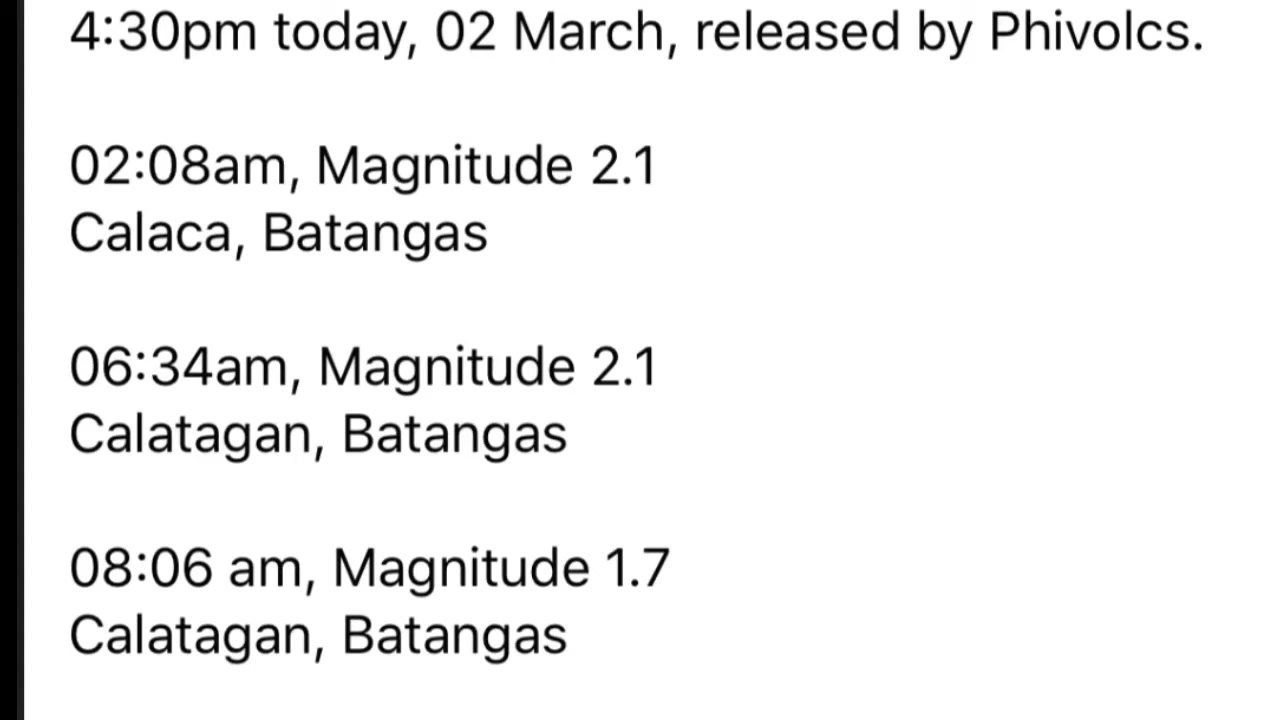 4:30pm today, 02 March, released by Phivolcs.
02:08am, Magnitude 2.1
Calaca, Batangas
06:34am, Magnitude 2.1
Calatagan, Batangas
08:06 am, Magnitude 1.7
Calatagan, Batangas